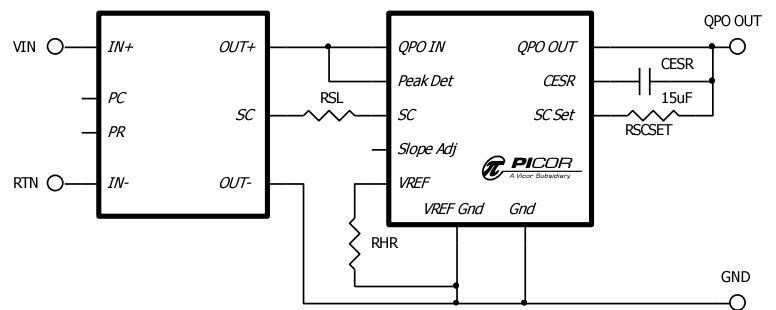 QPO OUT
VIN
IN+
OUT+
QPO IN
QPO OUT
Peak Det
CESR
CESR
PC
RSL
15uF
SC
SC
SC Set
PR
RSCSET
Slope Adj
PICOR
A Vicor Subsidiary
RTN
IN-
OUT-
VREF
VREF Gnd
Gnd
RHR
GND